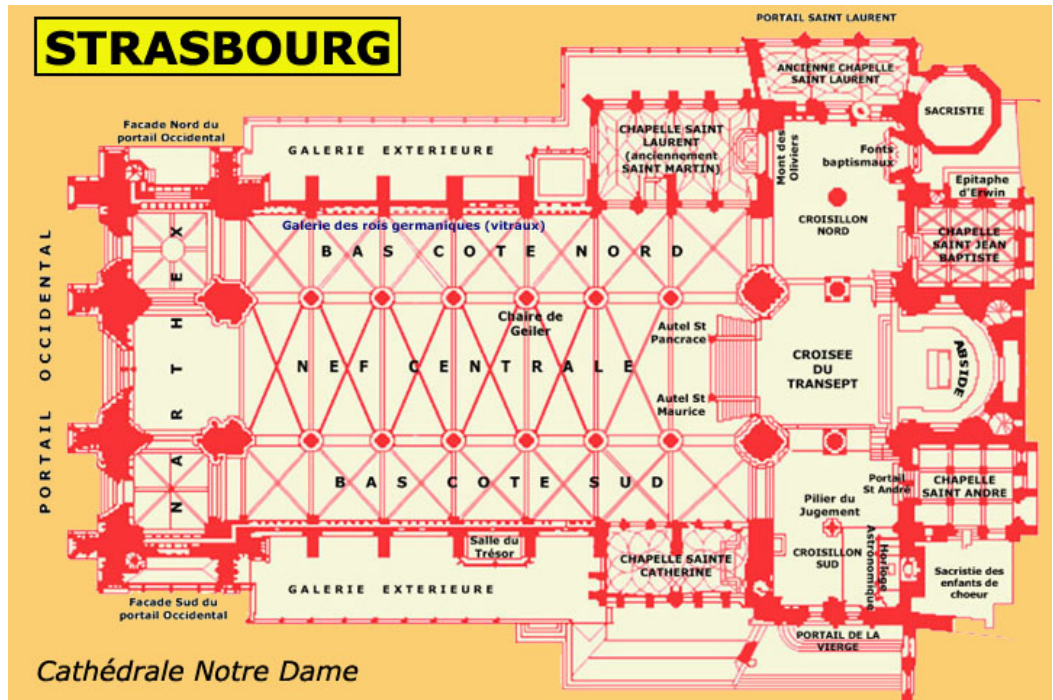 STRASBOURG
PORTAIL SAINT LAURENT
ANCIENNE CHAPELLE
SAINT LAURENT
SACRISTIE
Facade Nord du
portail Occidental
GALERIE EXTERIEURE
CHAPELLE SAINT
LAURENT
(anciennement
SAINT MARTIN)
Mont des
Oliviers
Fonts
baptismaux
Epitaphe
d'Erwin
Galerie des rois germaniques (vitraux)
CROISILLON
NORD
CHAPELLE
SAINT JEAN
BAPTISTE
BAS COTE NORD
PORTAIL OCCIDENTAL
NARTHEX
Chaire de
Geiler
Autel St
Pancrace
NEF CENTRALE
CROISEE
DU
TRANSEPT
ABSIDE
Autel St
Maurice
BAS COTE SUD
Portail
St André
CHAPELLE
SAINT ANDRE
Pilier du
Jugement
Salle du
Trésor
CHAPELLE SAINTE
CATHERINE
CROISILLON
SUD
Horloge
Astronomique
Sacristie des
enfants de
choeur
GALERIE EXTERIEURE
Facade Sud du
portail Occidental
PORTAIL DE LA
VIERGE
Cathédrale Notre Dame